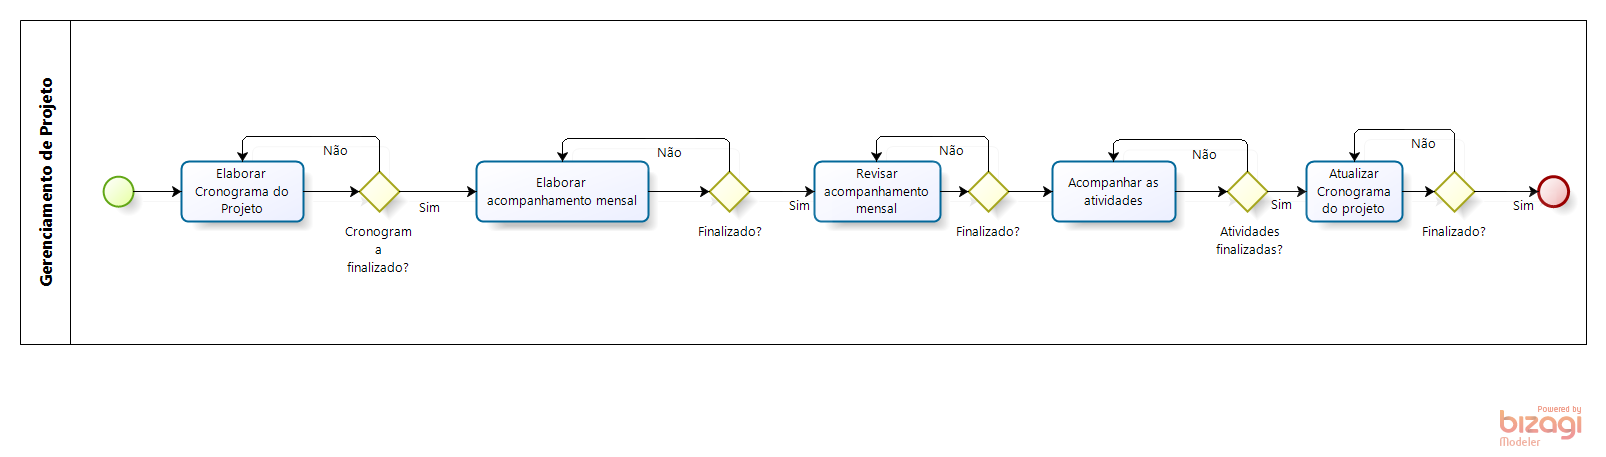 Gerenciamento de Projeto
Elaborar
Cronograma do
Projeto
Não
Cronogram
a
finalizado?
Sim
Elaborar
acompanhamento mensal
Não
Finalizado?
Sim
Revisar
acompanhamento
mensal
Não
Finalizado?
Acompanhar as
atividades
Não
Atividades
finalizadas?
Sim
Atualizar
Cronograma
do projeto
Não
Finalizado?
Sim
Powered by
bizagi
Modeler